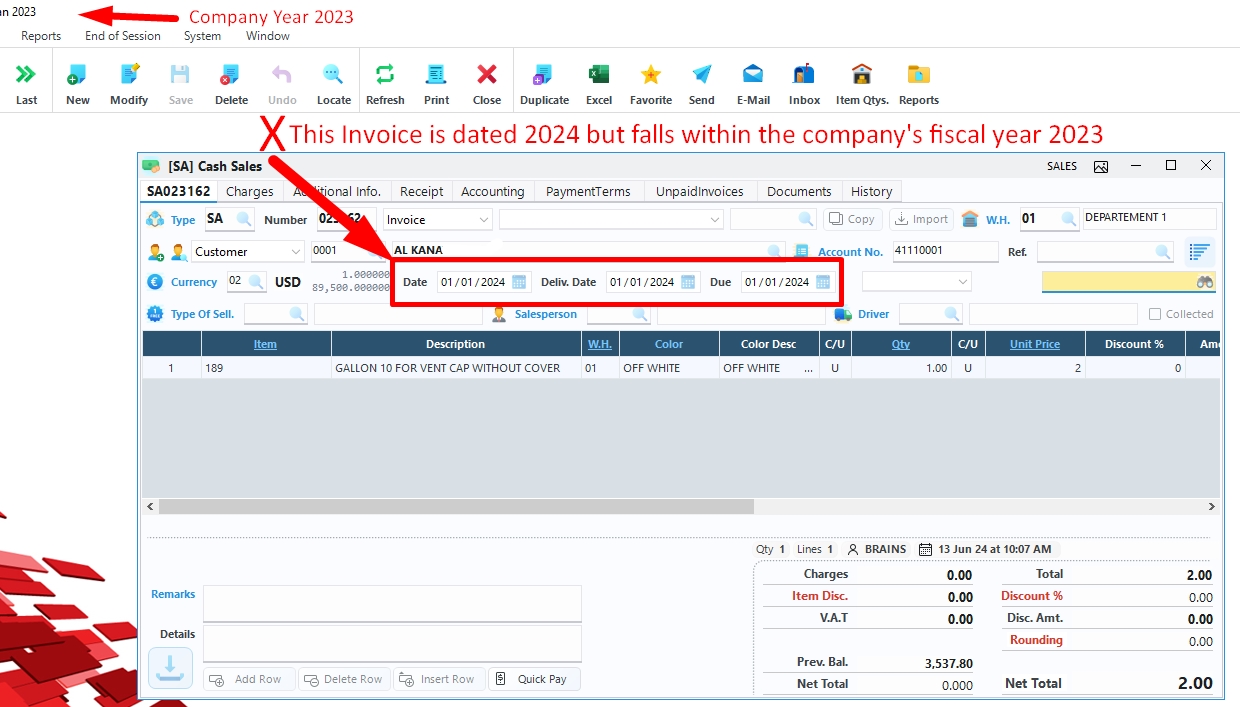 an 2023
Company Year 2023
Reports End of Session System Window
Last New Modify Save Delete Undo Locate Refresh Print Close Duplicate Excel Favorite Send E-Mail Inbox Item Qtys. Reports
X This Invoice is dated 2024 but falls within the company's fiscal year 2023
[SA] Cash Sales SALES
SA023162 Charges Additional Info. Receipt Accounting PaymentTerms UnpaidInvoices Documents History
Type SA Number 023162 Invoice Copy Import W.H. 01 DEPARTEMENT 1
Customer 0001 AL KANA Account No. 41110001 Ref.
Currency 02 USD 1.000000 Date 01/01/2024 Deliv. Date 01/01/2024 Due 01/01/2024
89,500.000000
Type Of Sell. Salesperson Driver Collected
Item Description W.H. Color Color Desc C/U Qty C/U Unit Price Discount % Amo
1 189 GALLON 10 FOR VENT CAP WITHOUT COVER 01 OFF WHITE OFF WHITE ... U 1.00 U 2 0
Qty 1 Lines 1 BRAINS 13 Jun 24 at 10:07 AM
Charges 0.00 Total 2.00
Remarks Item Disc. 0.00 Discount % 0.00
V.A.T 0.00 Disc. Amt. 0.00
Details Rounding 0.00
Prev. Bal. 3,537.80
Add Row Delete Row Insert Row Quick Pay Net Total 0.000 Net Total 2.00